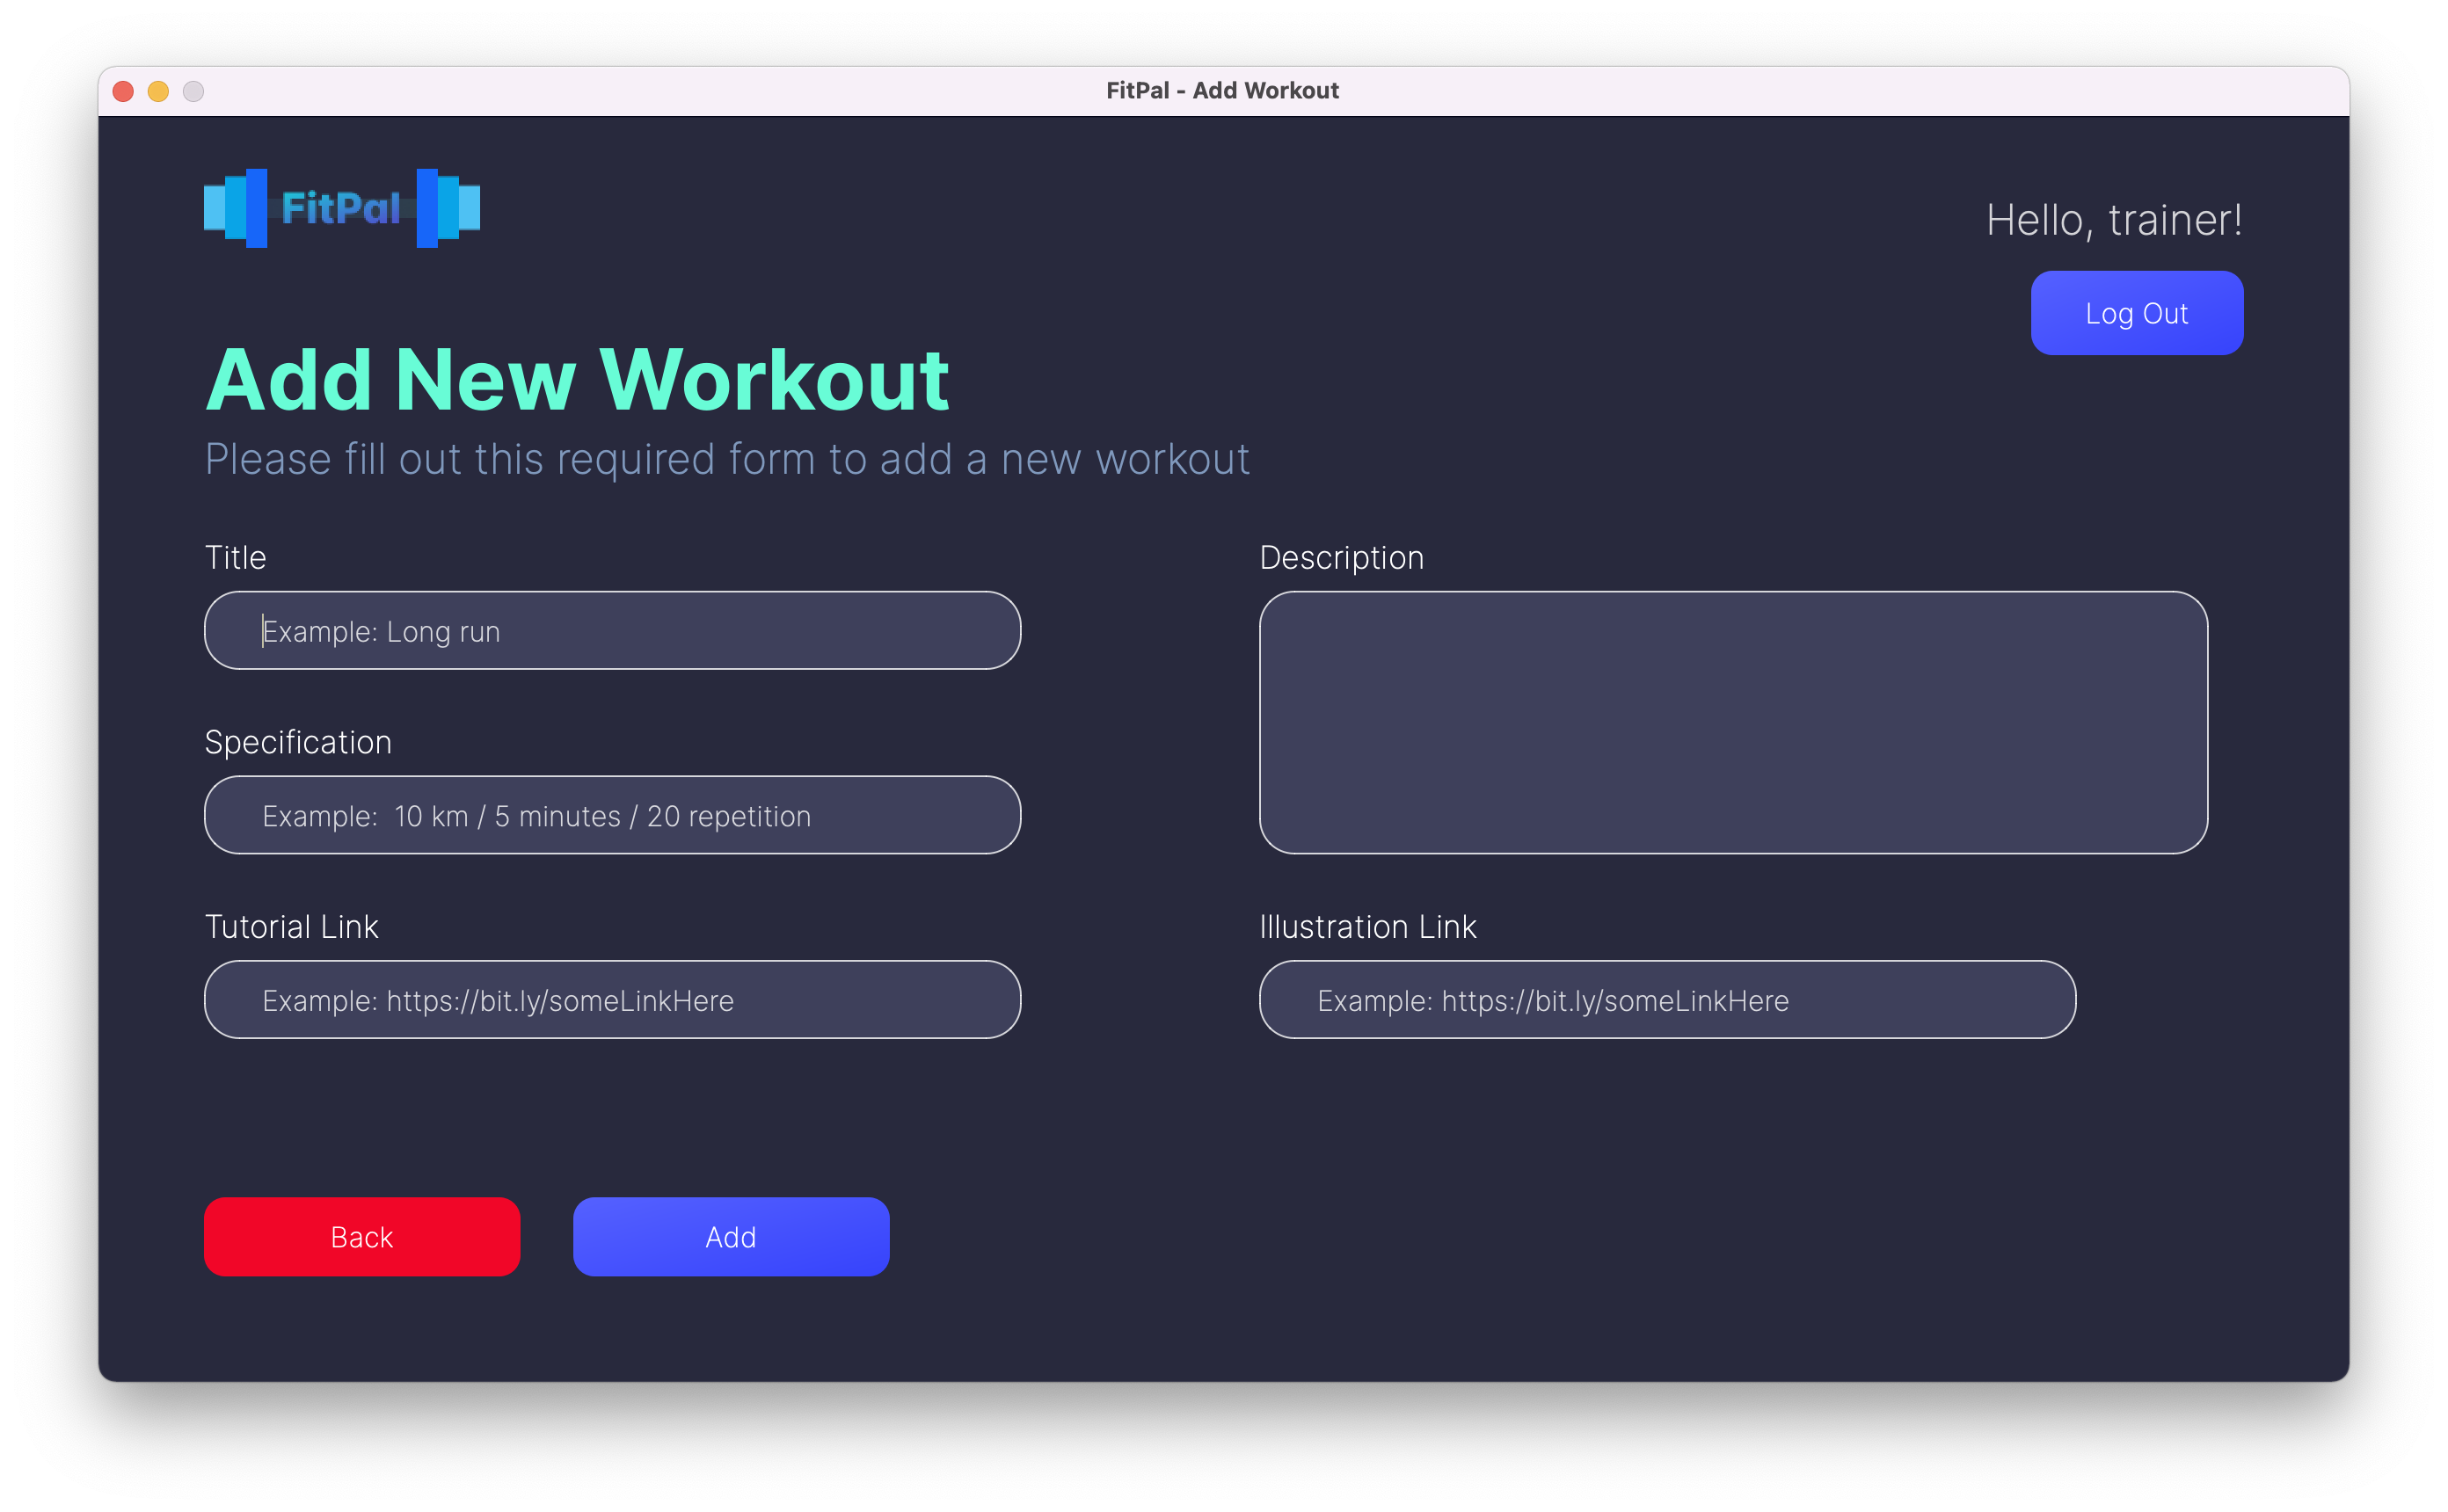 FitPal - Add Workout
FitPal
Hello, trainer!
Log Out
Add New Workout
Please fill out this required form to add a new workout
Title
Example: Long run
Description
Specification
Example:  10 km / 5 minutes / 20 repetition
Tutorial Link
Example: https://bit.ly/someLinkHere
Illustration Link
Example: https://bit.ly/someLinkHere
Back
Add